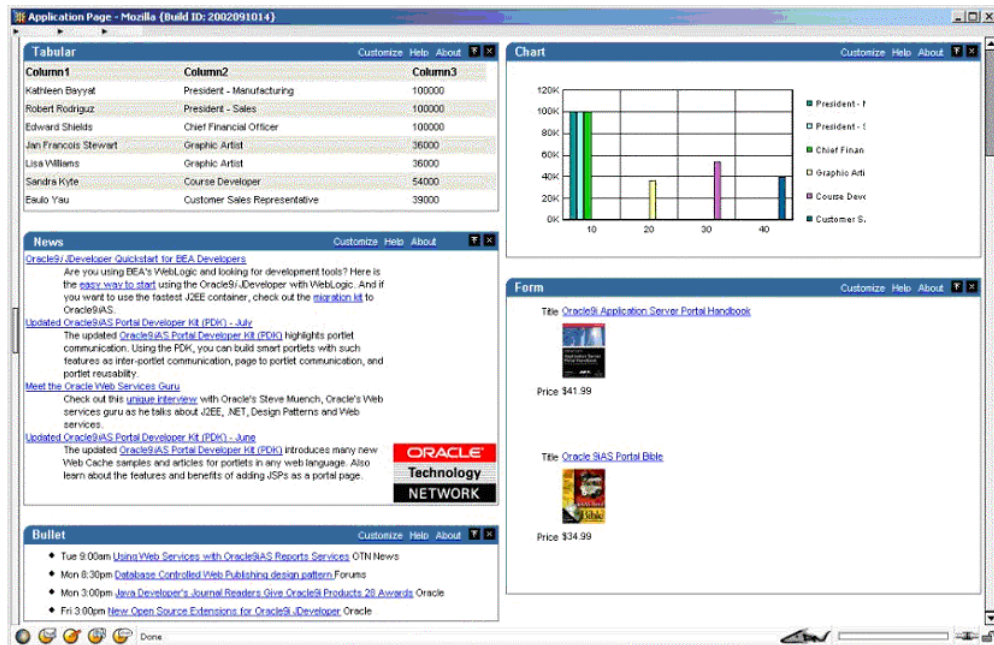 Application Page - Mozilla {Build ID: 2002091014}
Tabular Customize Help About
Column1 Column2 Column3
Kathleen Bayyat President - Manufacturing 100000
Robert Rodriguz President - Sales 100000
Edward Shields Chief Financial Officer 100000
Jan Francois Stewart Graphic Artist 36000
Lisa Williams Graphic Artist 36000
Sandra Kyte Course Developer 54000
Eaulo Yau Customer Sales Representative 39000
News Customize Help About
Oracle9i JDeveloper Quickstart for BEA Developers
Are you using BEA's WebLogic and looking for development tools? Here is
the easy way to start using the Oracle9i JDeveloper with WebLogic. And if
you want to use the fastest J2EE container, check out the migration kit to
Oracle9iAS.
Updated Oracle9iAS Portal Developer Kit (PDK) - July
The updated Oracle9iAS Portal Developer Kit (PDK) highlights portlet
communication. Using the PDK, you can build smart portlets with such
features as inter-portlet communication, page to portlet communication, and
portlet reusability.
Meet the Oracle Web Services Guru
Check out this unique interview with Oracle's Steve Muench, Oracle's Web
services guru as he talks about J2EE, .NET, Design Patterns and Web
services.
Updated Oracle9iAS Portal Developer Kit (PDK) - June
The updated Oracle9iAS Portal Developer Kit (PDK) introduces many new
Web Cache samples and articles for portlets in any web language. Also
learn about the features and benefits of adding JSPs as a portal page.
ORACLE
Technology
NETWORK
Bullet Customize Help About
Tue 9:00am Using Web Services with Oracle9iAS Reports Services OTN News
Mon 8:30pm Database Controlled Web Publishing design pattern Forums
Mon 3:00pm Java Developer's Journal Readers Give Oracle9i Products 28 Awards Oracle
Fri 3:00pm New Open Source Extensions for Oracle9i JDeveloper Oracle
Chart Customize Help About
120K
100K
80K
60K
40K
20K
0K
10 20 30 40
President - M
President - S
Chief Finan
Graphic Arti
Course Deve
Customer S.
Form Customize Help About
Title Oracle9i Application Server Portal Handbook
Price $41.99
Title Oracle 9iAS Portal Bible
Bible
Price $34.99
Done